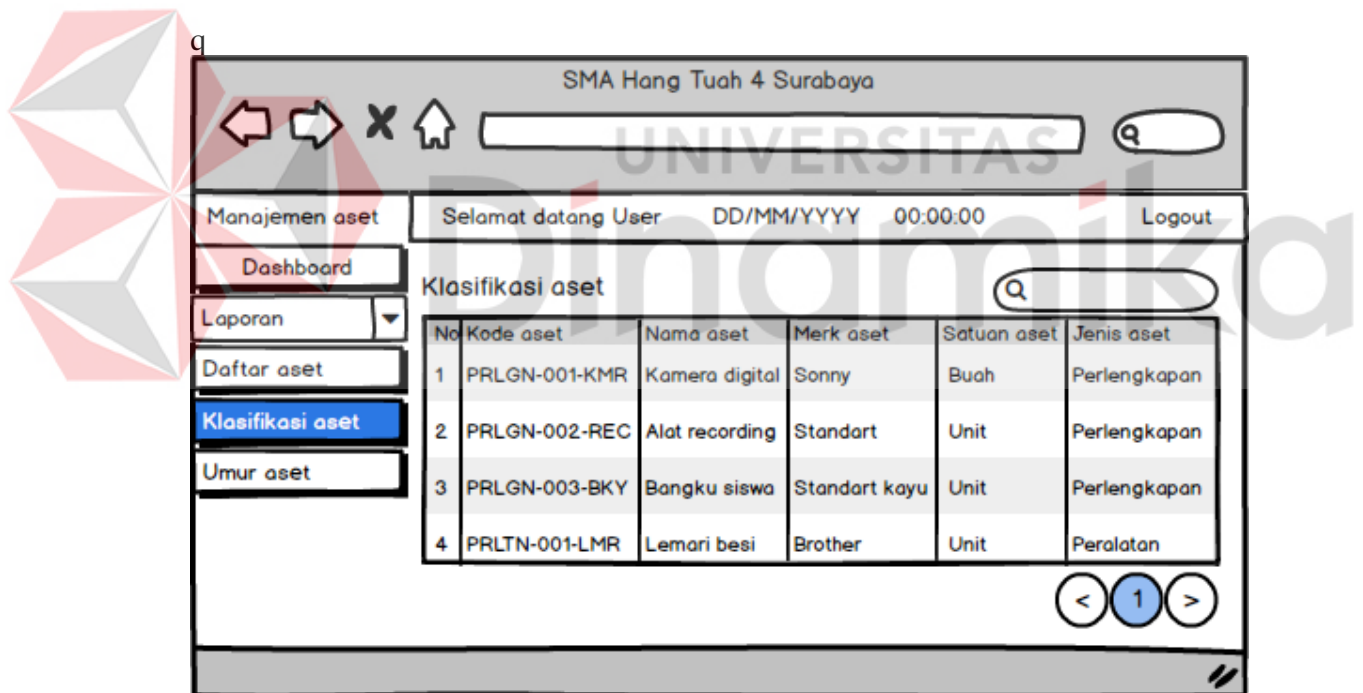 q
SMA Hang Tuah 4 Surabaya
UNIVERSITAS
Dinamika
Manajemen aset
Selamat datang User DD/MM/YYYY 00:00:00 Logout
Dashboard
Laporan
Daftar aset
Klasifikasi aset
Umur aset
Klasifikasi aset
No Kode aset Nama aset Merk aset Satuan aset Jenis aset
1 PRLGN-001-KMR Kamera digital Sonny Buah Perlengkapan
2 PRLGN-002-REC Alat recording Standart Unit Perlengkapan
3 PRLGN-003-BKY Bangku siswa Standart kayu Unit Perlengkapan
4 PRLTN-001-LMR Lemari besi Brother Unit Peralatan
< 1 >